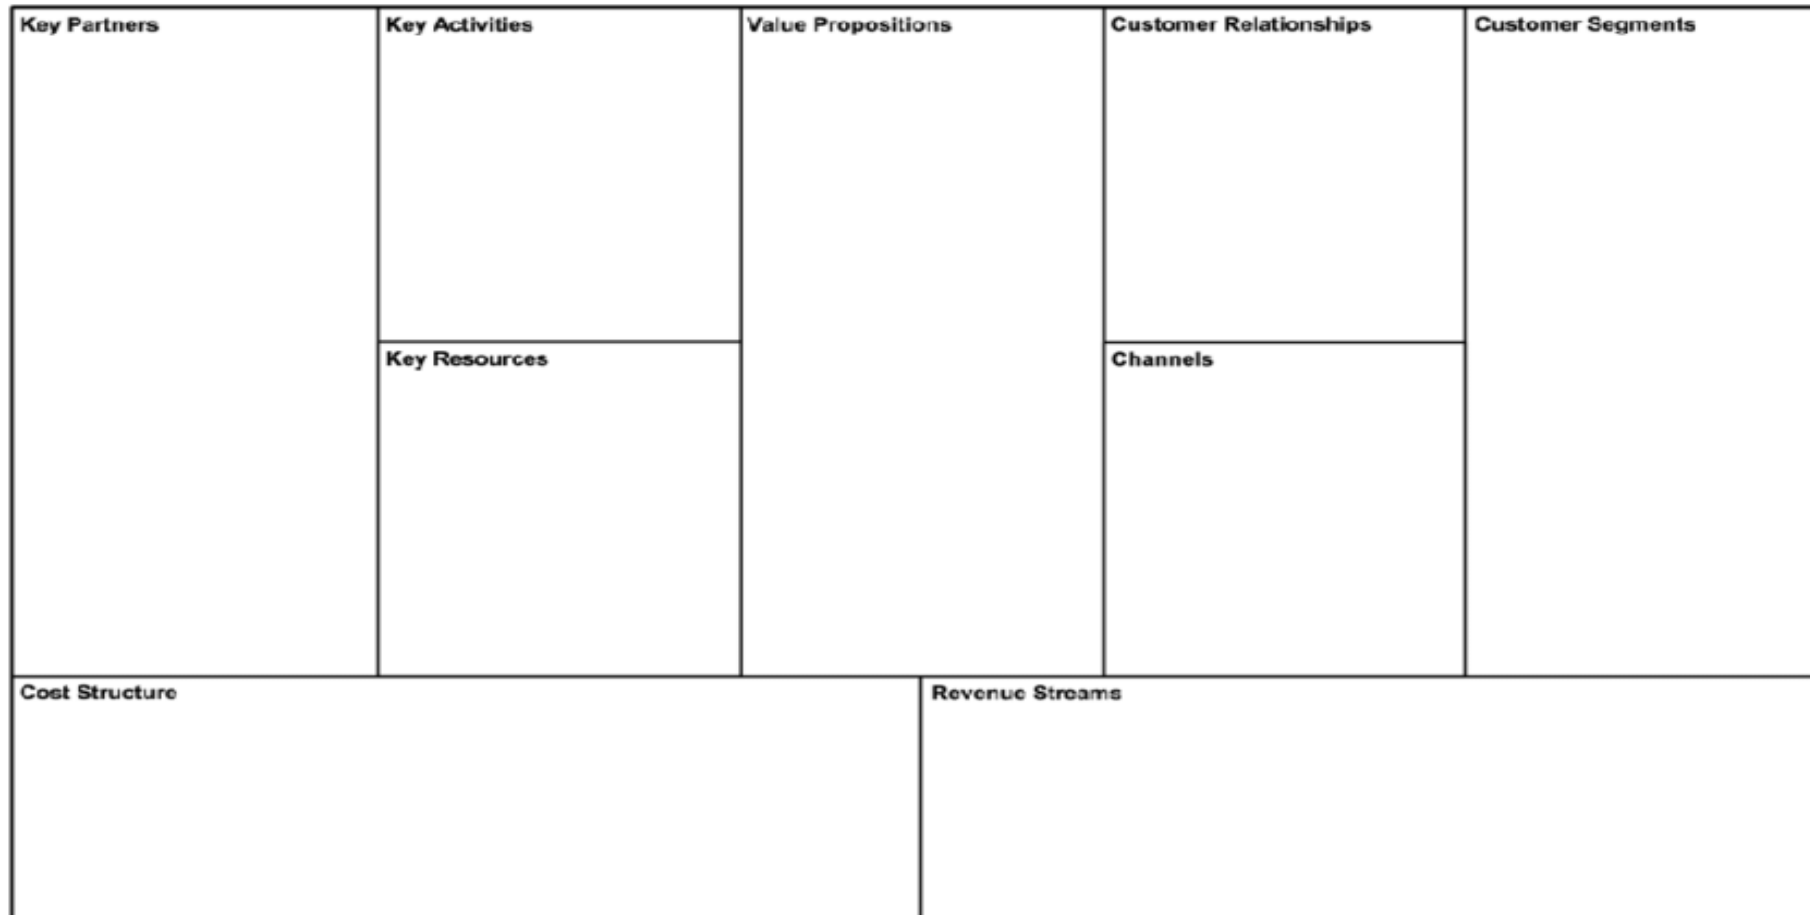 Key Partners
Key Activities
Value Propositions
Customer Relationships
Customer Segments
Key Resources
Channels
Cost Structure
Revenue Streams